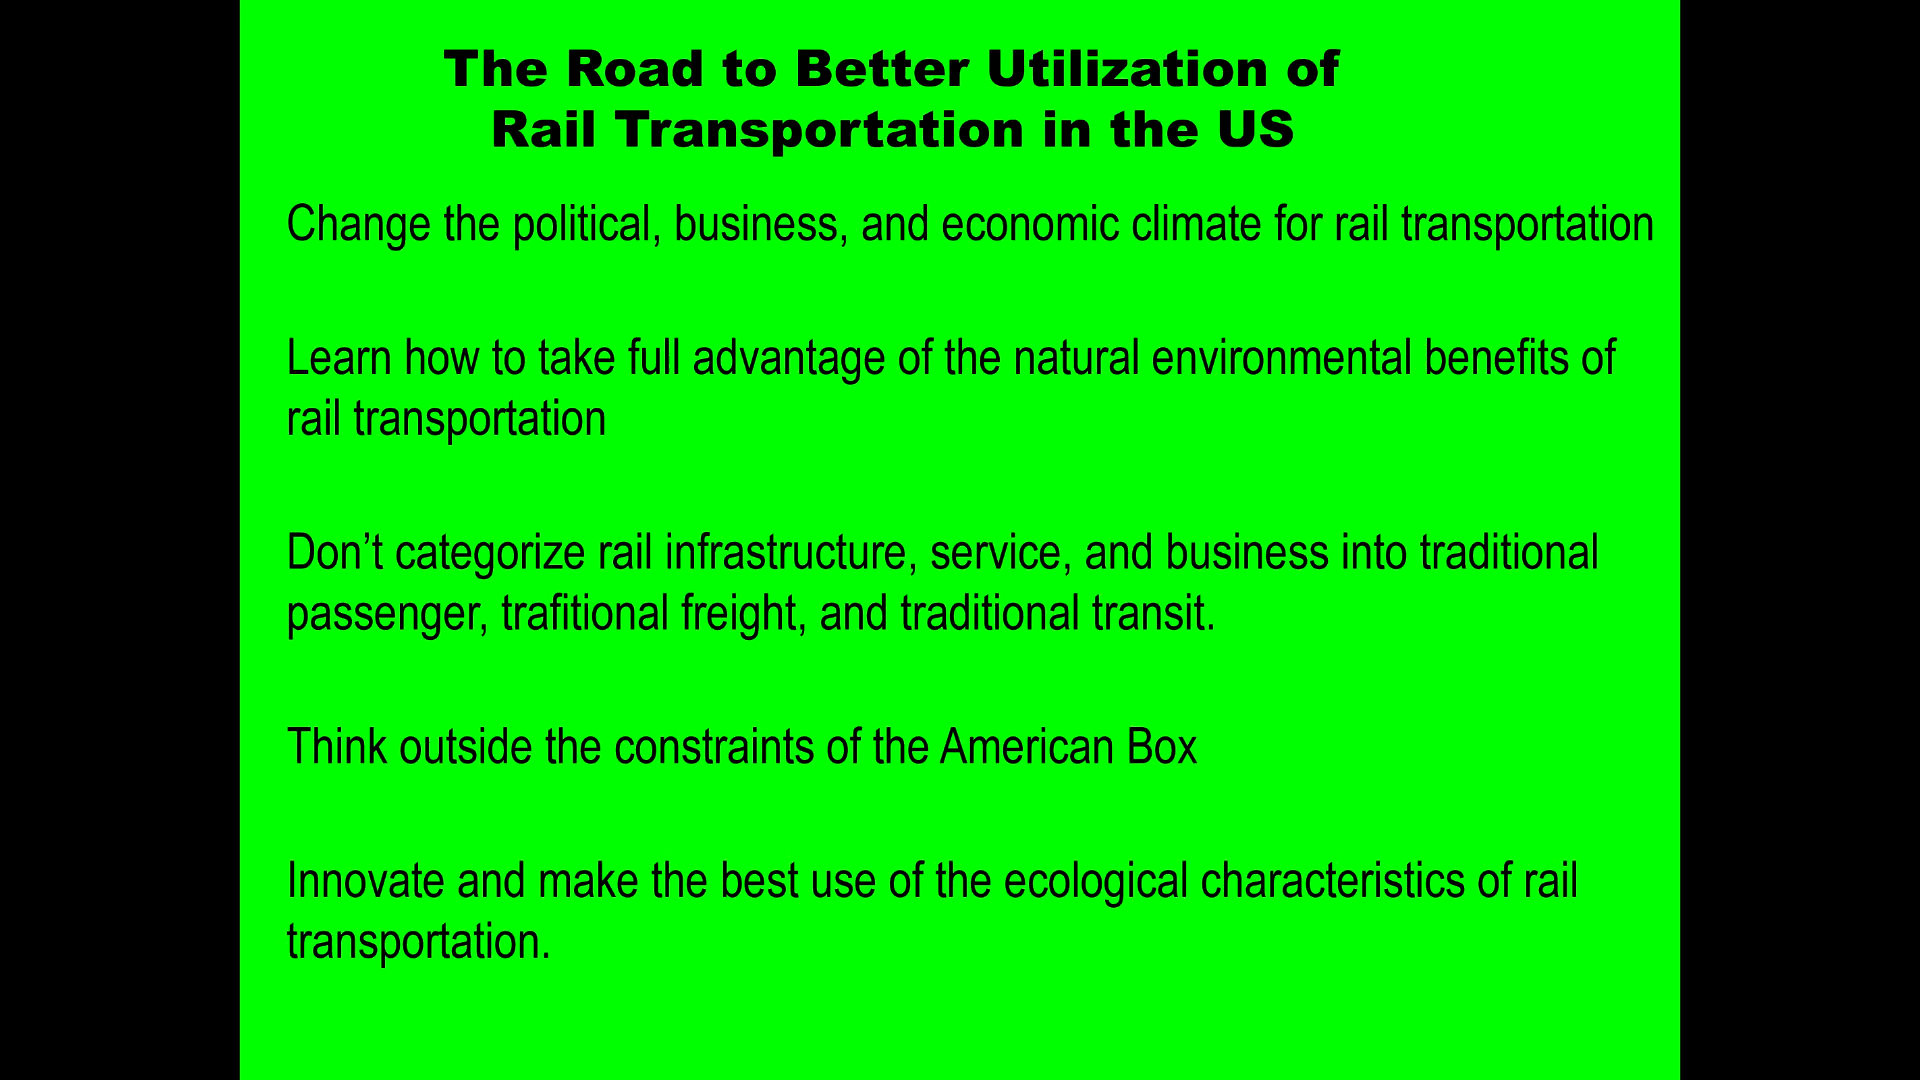 The Road to Better Utilization of
Rail Transportation in the US
Change the political, business, and economic climate for rail transportation
Learn how to take full advantage of the natural environmental benefits of
rail transportation
Don’t categorize rail infrastructure, service, and business into traditional
passenger, trafitional freight, and traditional transit.
Think outside the constraints of the American Box
Innovate and make the best use of the ecological characteristics of rail
transportation.